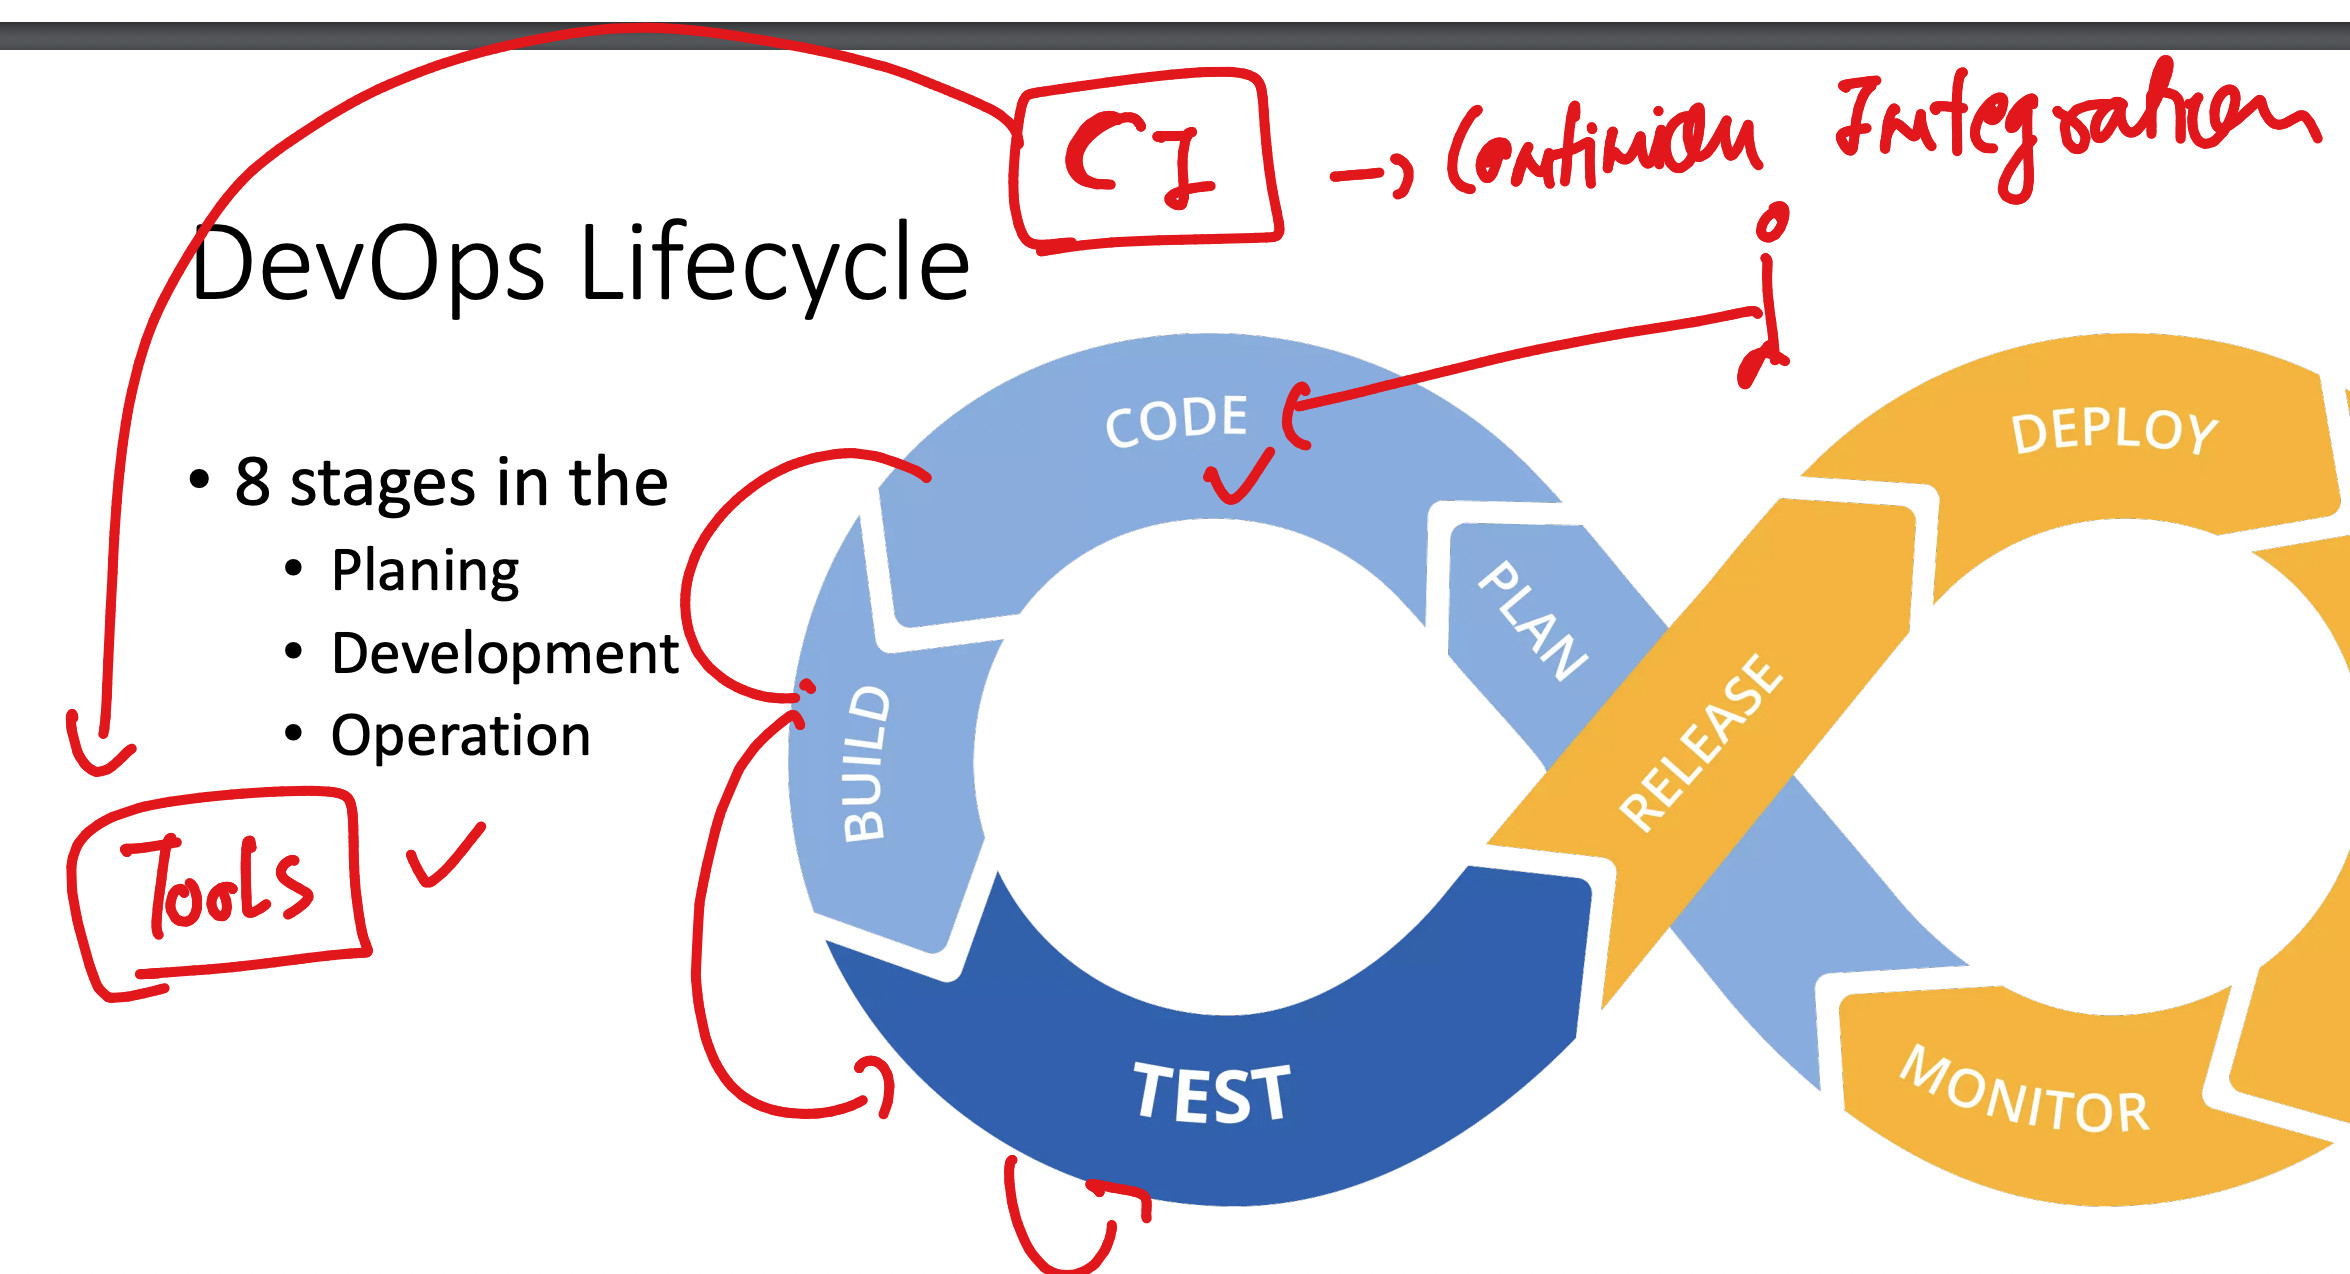 CI → Continuou Integration
DevOps Lifecycle
• 8 stages in the
• Planing
• Development
• Operation
Tools
CODE
PLAN
BUILD
TEST
RELEASE
DEPLOY
MONITOR